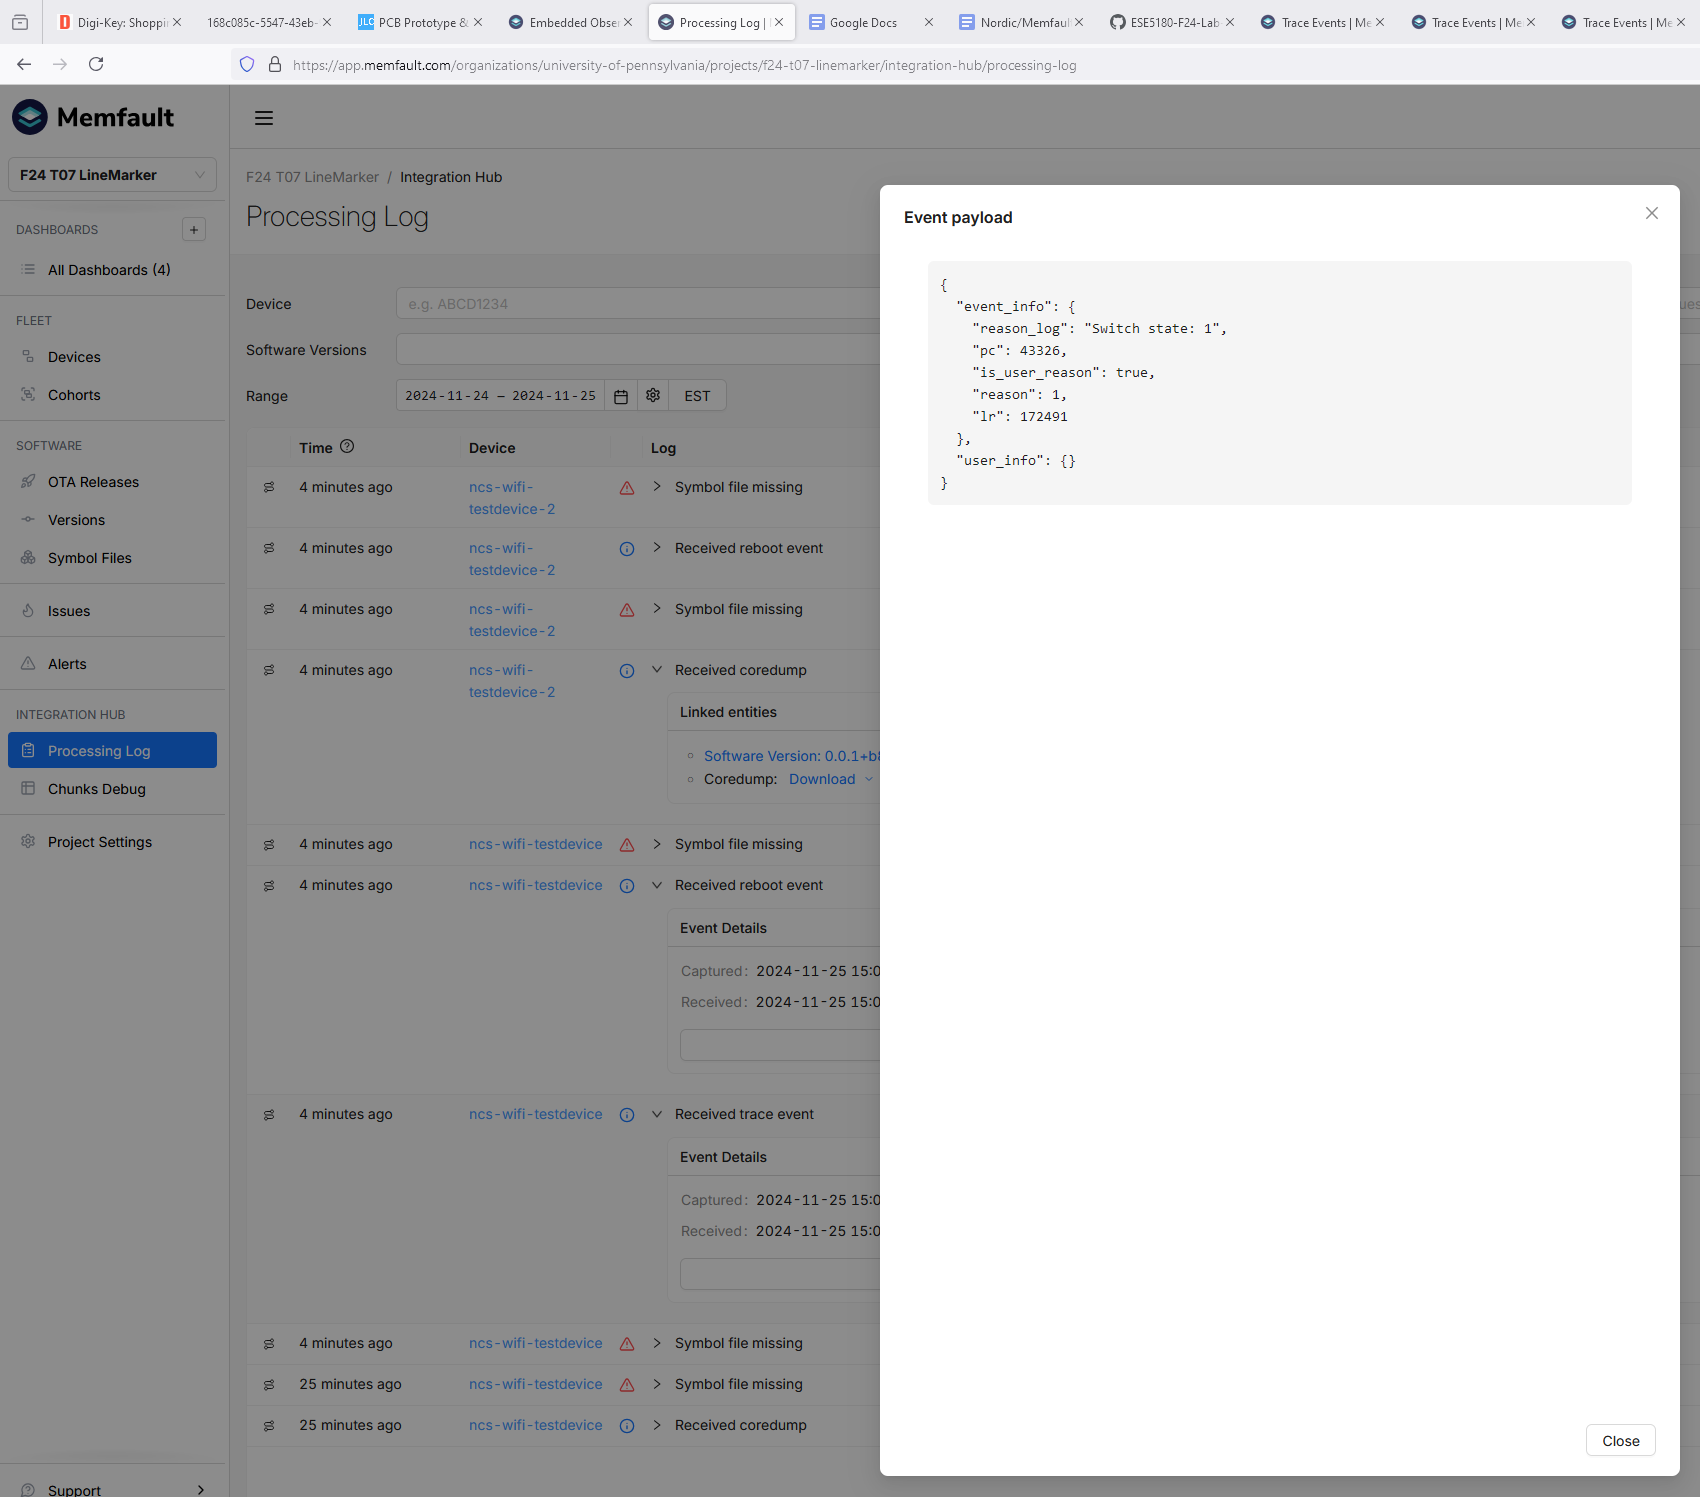 Digi-Key: Shoppi
168c085c-5547-43eb-
JLC PCB Prototype &
Embedded Obser
Processing Log |
Google Docs
Nordic/Memfault
ESE5180-F24-Lab
Trace Events | Me
Trace Events | Me
Trace Events | Me
https://app.memfault.com/organizations/university-of-pennsylvania/projects/f24-t07-linemarker/integration-hub/processing-log
Memfault
F24 T07 LineMarker
DASHBOARDS
All Dashboards (4)
FLEET
Devices
Cohorts
SOFTWARE
OTA Releases
Versions
Symbol Files
Issues
Alerts
INTEGRATION HUB
Processing Log
Chunks Debug
Project Settings
Support
F24 T07 LineMarker / Integration Hub
Processing Log
Device e.g. ABCD1234
Software Versions
Range 2024-11-24 – 2024-11-25 EST
Time Device Log
4 minutes ago ncs-wifi-testdevice-2 Symbol file missing
4 minutes ago ncs-wifi-testdevice-2 Received reboot event
4 minutes ago ncs-wifi-testdevice-2 Symbol file missing
4 minutes ago ncs-wifi-testdevice-2 Received coredump
Linked entities
Software Version: 0.0.1+b
Coredump: Download
4 minutes ago ncs-wifi-testdevice Symbol file missing
4 minutes ago ncs-wifi-testdevice Received reboot event
Event Details
Captured: 2024-11-25 15:0
Received: 2024-11-25 15:0
4 minutes ago ncs-wifi-testdevice Received trace event
Event Details
Captured: 2024-11-25 15:0
Received: 2024-11-25 15:0
4 minutes ago ncs-wifi-testdevice Symbol file missing
25 minutes ago ncs-wifi-testdevice Symbol file missing
25 minutes ago ncs-wifi-testdevice Received coredump
Event payload
{
"event_info": {
"reason_log": "Switch state: 1",
"pc": 43326,
"is_user_reason": true,
"reason": 1,
"lr": 172491
},
"user_info": {}
}
Close